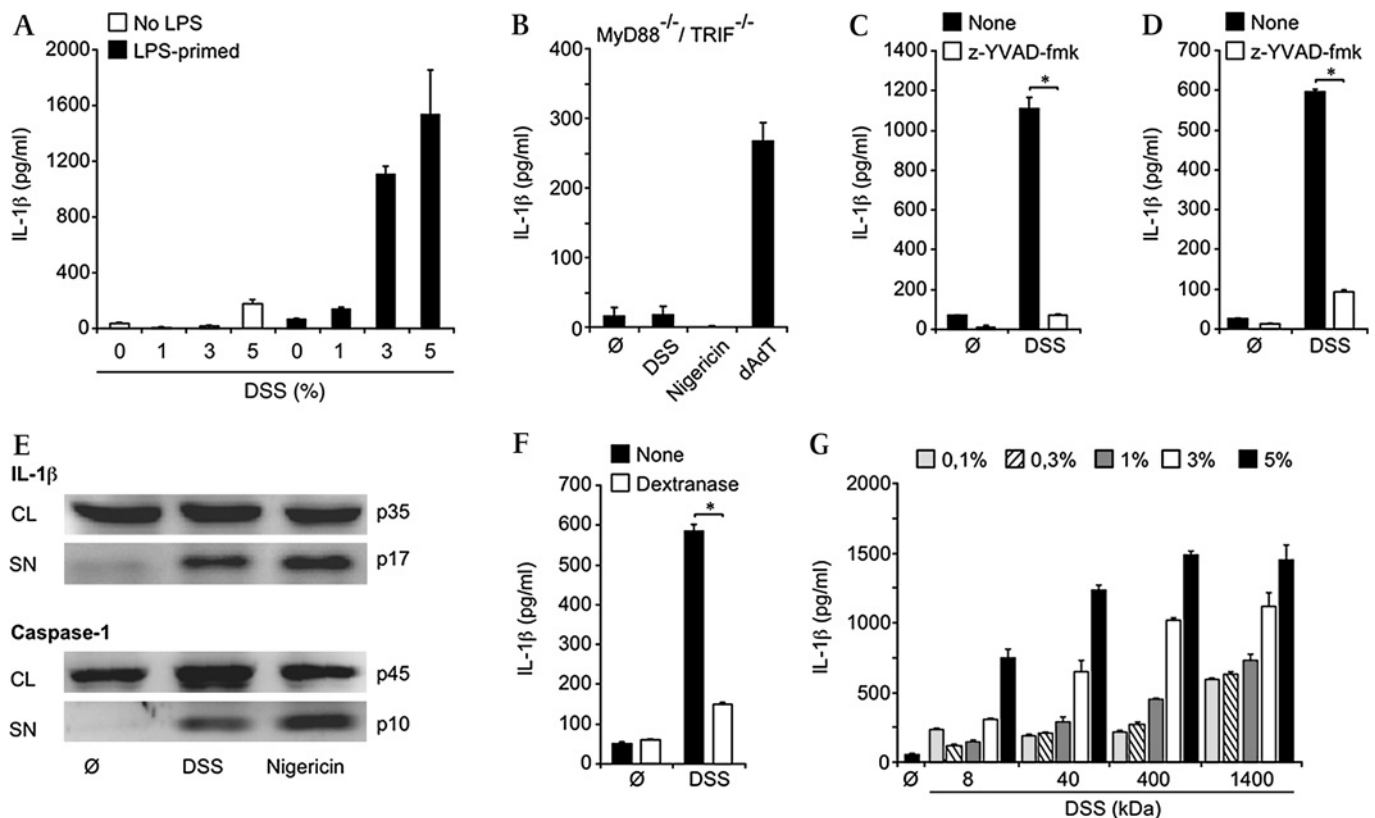 A
No LPS
LPS-primed
2000
1600
1200
800
400
0
IL-1β (pg/ml)
0 1 3 5 0 1 3 5
DSS (%)
B
MyD88-/-/ TRIF-/-
400
300
200
100
0
IL-1β (pg/ml)
Ø DSS Nigericin dAdT
C
None
z-YVAD-fmk
1400
1200
1000
800
600
400
200
0
IL-1β (pg/ml)
*
Ø DSS
D
None
z-YVAD-fmk
700
600
500
400
300
200
100
0
IL-1β (pg/ml)
*
Ø DSS
E
IL-1β
CL p35
SN p17
Caspase-1
CL p45
SN p10
Ø DSS Nigericin
F
None
Dextranase
700
600
500
400
300
200
100
0
IL-1β (pg/ml)
*
Ø DSS
G
0,1% 0,3% 1% 3% 5%
2000
1500
1000
500
0
IL-1β (pg/ml)
Ø 8 40 400 1400
DSS (kDa)